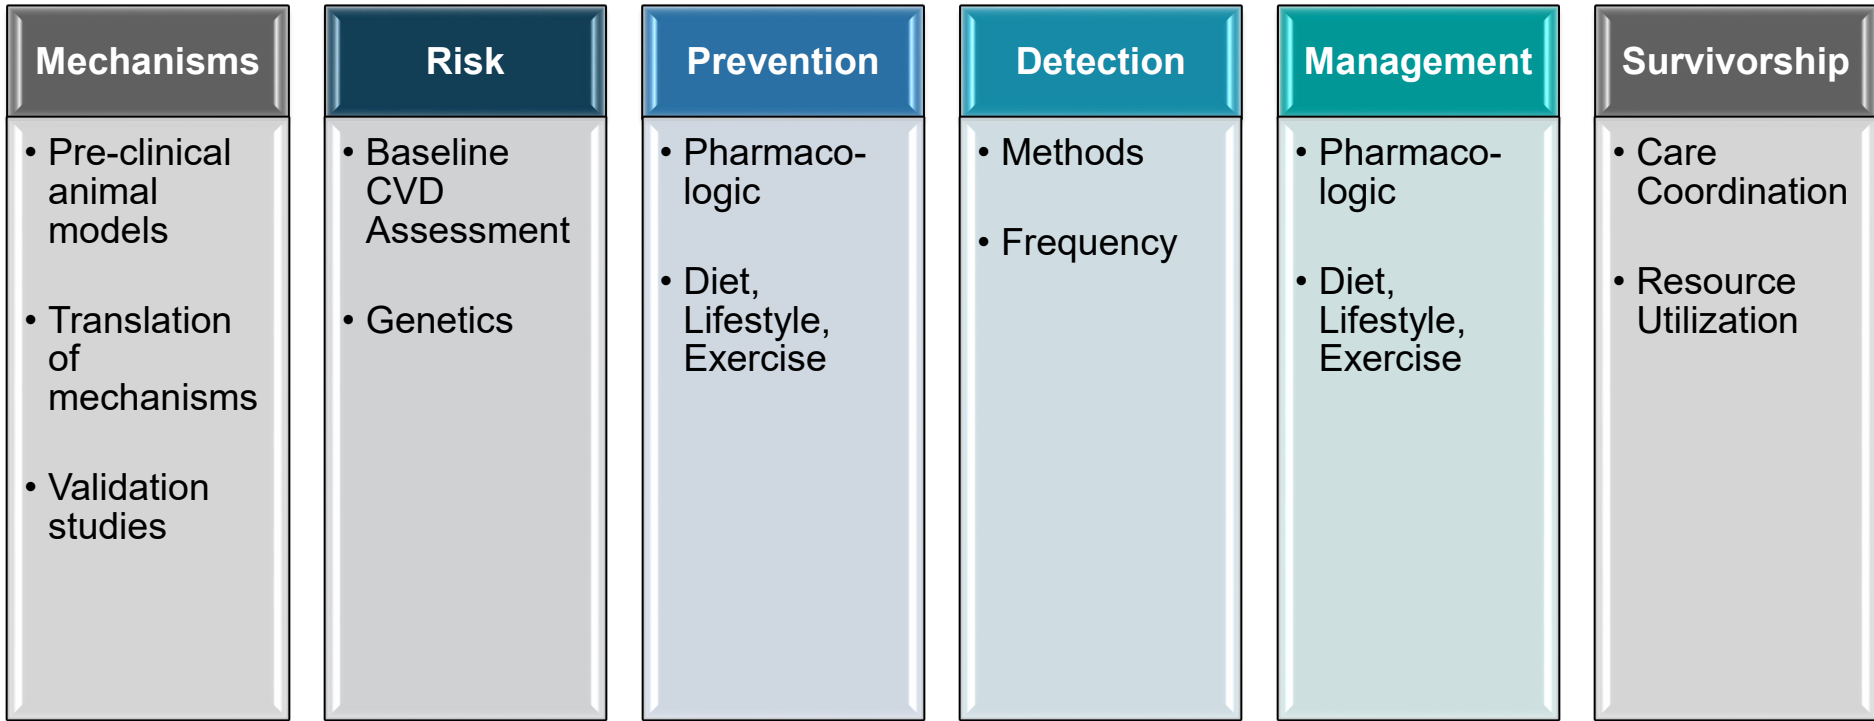 Mechanisms
• Pre-clinical
animal
models
• Translation
of
mechanisms
• Validation
studies
Risk
• Baseline
CVD
Assessment
• Genetics
Prevention
• Pharmaco-
logic
• Diet,
Lifestyle,
Exercise
Detection
• Methods
• Frequency
Management
• Pharmaco-
logic
• Diet,
Lifestyle,
Exercise
Survivorship
• Care
Coordination
• Resource
Utilization